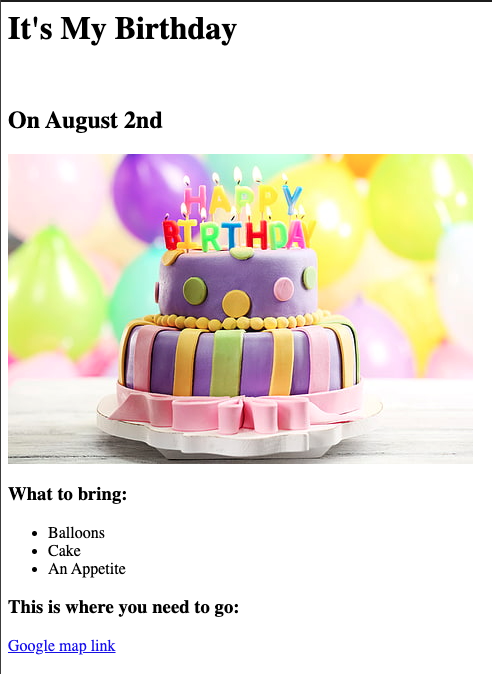 It's My Birthday
On August 2nd
HAPPY
BIRTHDAY
What to bring:
Balloons
Cake
An Appetite
This is where you need to go:
Google map link